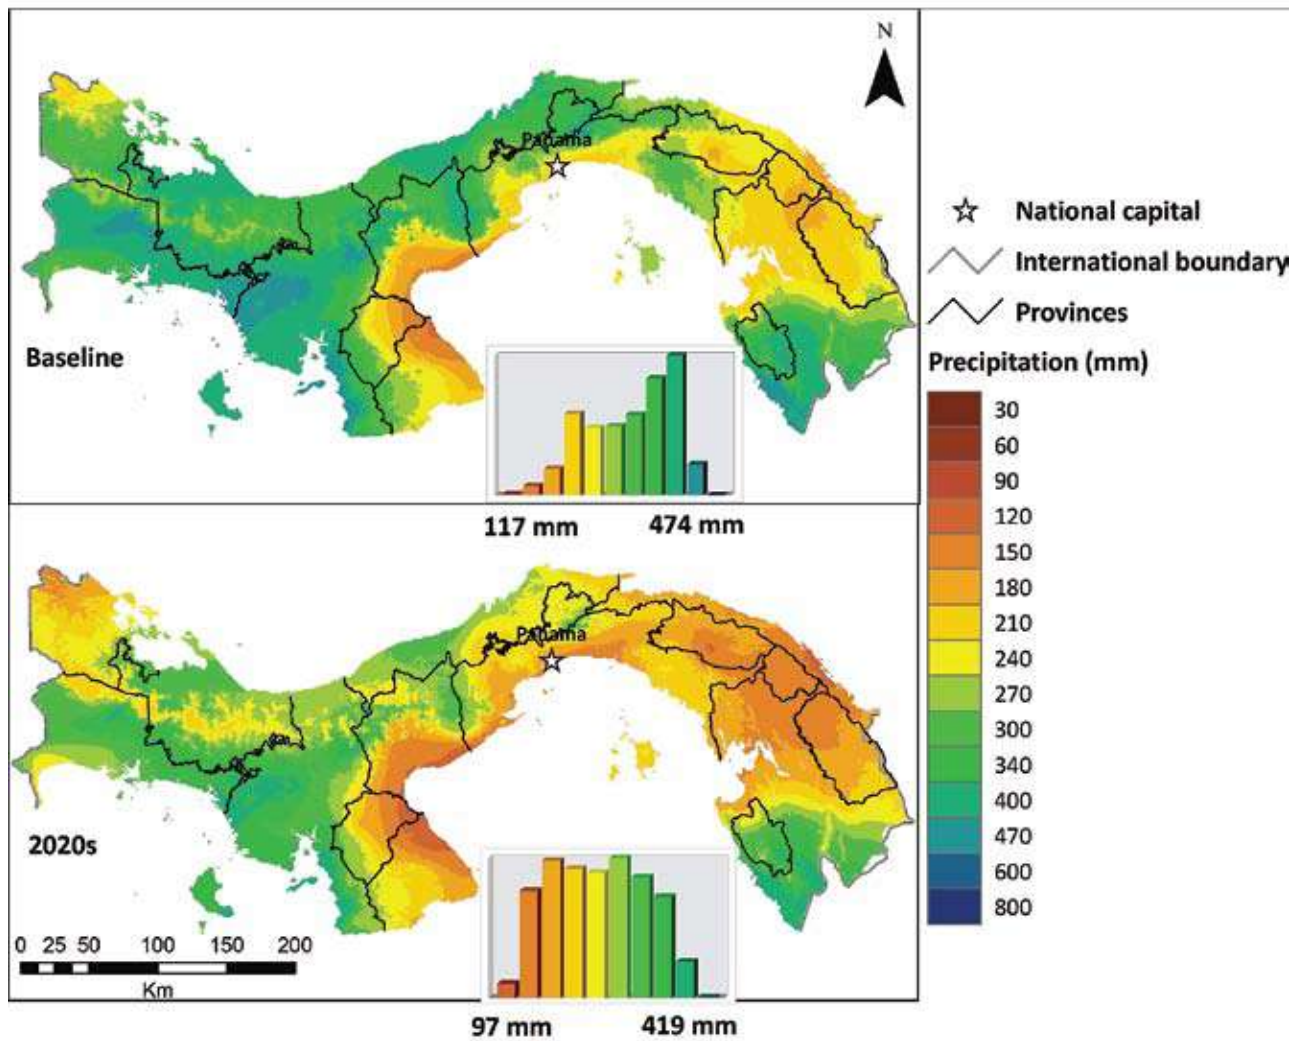 N
Panama
Baseline
117 mm
474 mm
Panama
2020s
0 25 50 100 150 200
Km
97 mm
419 mm
National capital
International boundary
Provinces
Precipitation (mm)
30
60
90
120
150
180
210
240
270
300
340
400
470
600
800